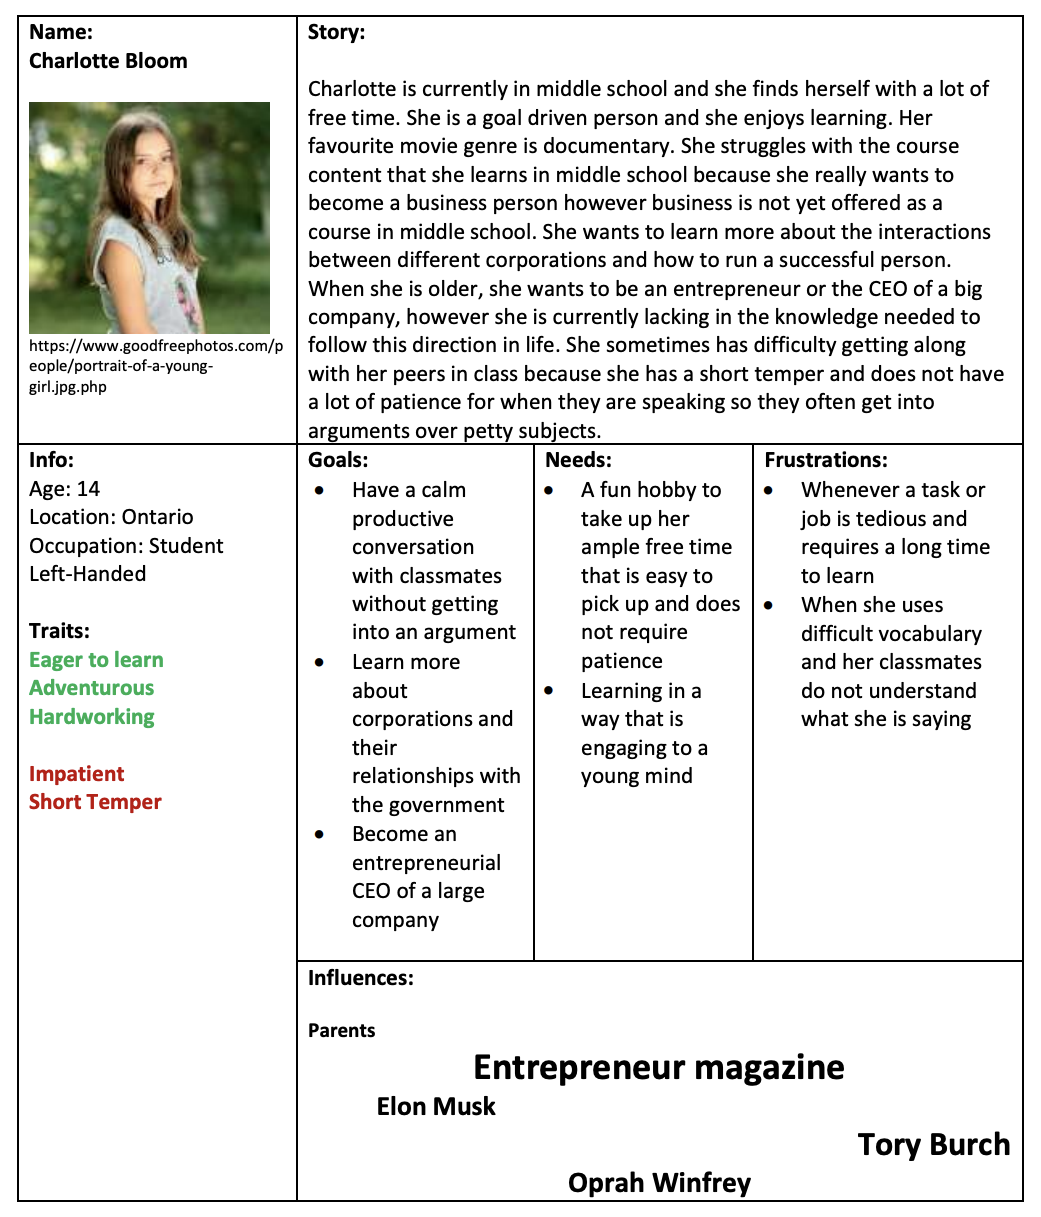 Name:
Charlotte Bloom
https://www.goodfreephotos.com/p
eople/portrait-of-a-young-
girl.jpg.php
Story:
Charlotte is currently in middle school and she finds herself with a lot of
free time. She is a goal driven person and she enjoys learning. Her
favourite movie genre is documentary. She struggles with the course
content that she learns in middle school because she really wants to
become a business person however business is not yet offered as a
course in middle school. She wants to learn more about the interactions
between different corporations and how to run a successful person.
When she is older, she wants to be an entrepreneur or the CEO of a big
company, however she is currently lacking in the knowledge needed to
follow this direction in life. She sometimes has difficulty getting along
with her peers in class because she has a short temper and does not have
a lot of patience for when they are speaking so they often get into
arguments over petty subjects.
Info:
Age: 14
Location: Ontario
Occupation: Student
Left-Handed
Traits:
Eager to learn
Adventurous
Hardworking
Impatient
Short Temper
Goals:
• Have a calm
productive
conversation
with classmates
without getting
into an argument
• Learn more
about
corporations and
their
relationships with
the government
• Become an
entrepreneurial
CEO of a large
company
Needs:
• A fun hobby to
take up her
ample free time
that is easy to
pick up and does
not require
patience
• Learning in a
way that is
engaging to a
young mind
Frustrations:
• Whenever a task or
job is tedious and
requires a long time
to learn
• When she uses
difficult vocabulary
and her classmates
do not understand
what she is saying
Influences:
Parents
Entrepreneur magazine
Elon Musk
Tory Burch
Oprah Winfrey